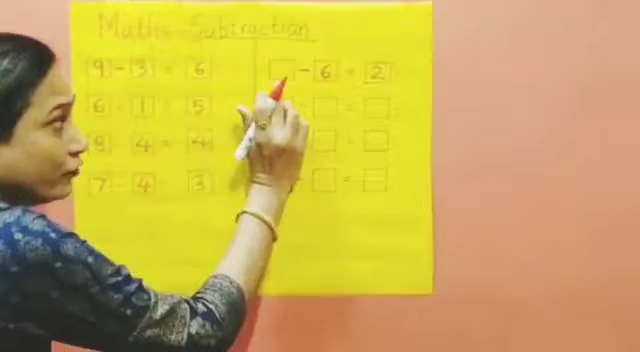 Maths - Subtraction
9 - 3 = 6
6 - 1 = 5
8 - 4 = 4
7 - 4 = 3
- 6 = 2
- =
=
- =